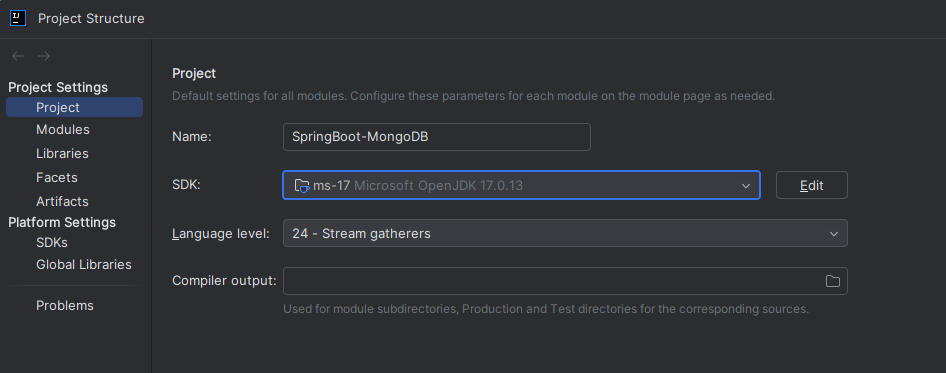 Project Structure
Project Settings
Project
Modules
Libraries
Facets
Artifacts
Platform Settings
SDKs
Global Libraries
Problems
Project
Default settings for all modules. Configure these parameters for each module on the module page as needed.
Name: SpringBoot-MongoDB
SDK: ms-17 Microsoft OpenJDK 17.0.13 Edit
Language level: 24 - Stream gatherers
Compiler output:
Used for module subdirectories, Production and Test directories for the corresponding sources.